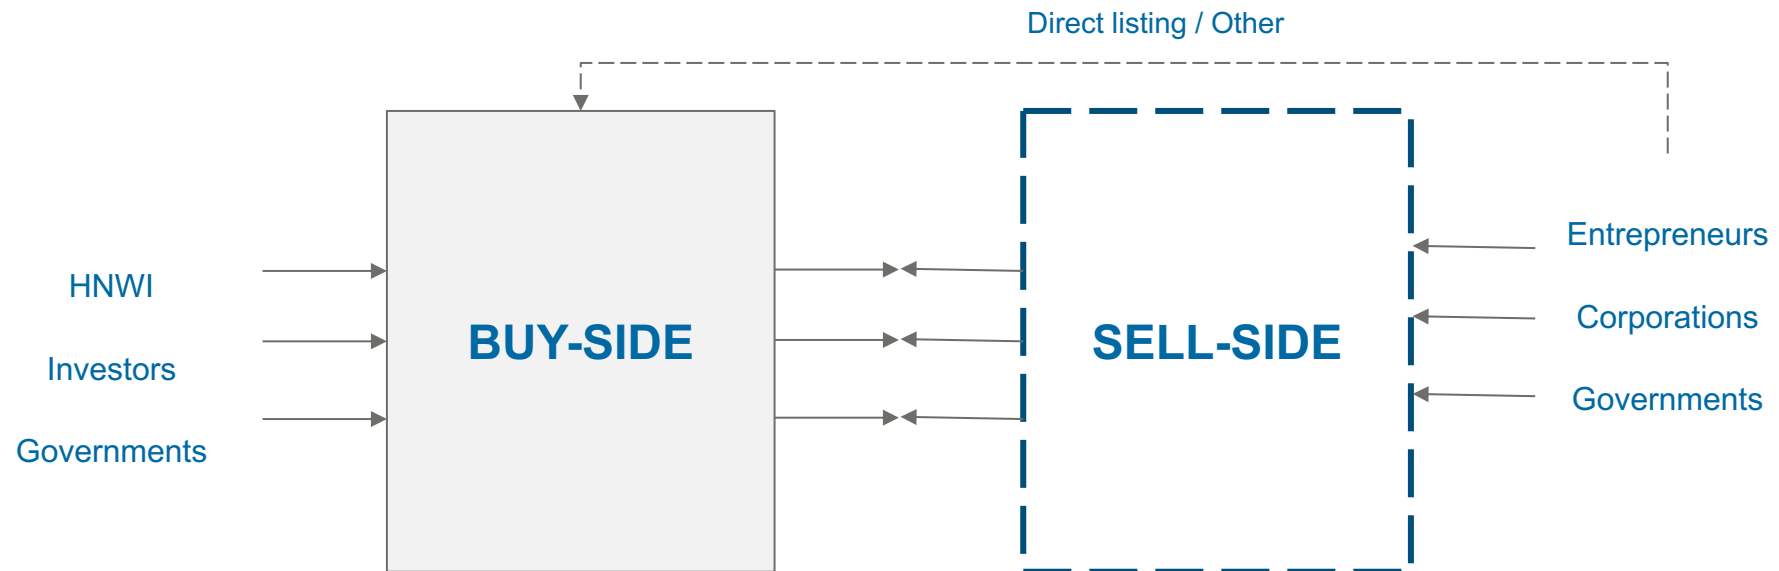 Direct listing / Other
HNWI
Investors
Governments
BUY-SIDE
SELL-SIDE
Entrepreneurs
Corporations
Governments